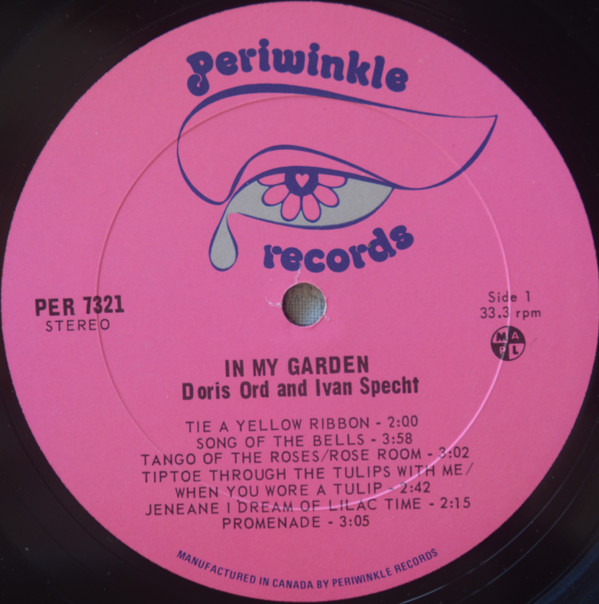 periwinkle
records
PER 7321
STEREO
Side 1
33.3 rpm
M A
P L
IN MY GARDEN
Doris Ord and Ivan Specht
TIE A YELLOW RIBBON - 2:00
SONG OF THE BELLS - 3:58
TANGO OF THE ROSES/ROSE ROOM - 3:02
TIPTOE THROUGH THE TULIPS WITH ME/
WHEN YOU WORE A TULIP - 2:42
JENEANE I DREAM OF LILAC TIME - 2:15
PROMENADE - 3:05
MANUFACTURED IN CANADA BY PERIWINKLE RECORDS